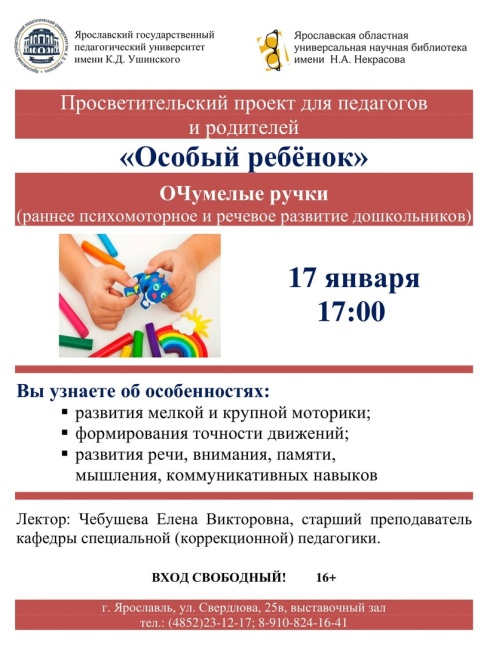 Ярославский государственный
педагогический университет
имени К.Д. Ушинского
Ярославская областная
универсальная научная библиотека
имени Н.А. Некрасова
Просветительский проект для педагогов
и родителей
«Особый ребёнок»
ОЧумелые ручки
(раннее психомоторное и речевое развитие дошкольников)
17 января
17:00
Вы узнаете об особенностях:
▪ развития мелкой и крупной моторики;
▪ формирования точности движений;
▪ развития речи, внимания, памяти,
мышления, коммуникативных навыков
Лектор: Чебушева Елена Викторовна, старший преподаватель
кафедры специальной (коррекционной) педагогики.
ВХОД СВОБОДНЫЙ! 16+
г. Ярославль, ул. Свердлова, 25в, выставочный зал
тел.: (4852)23-12-17; 8-910-824-16-41